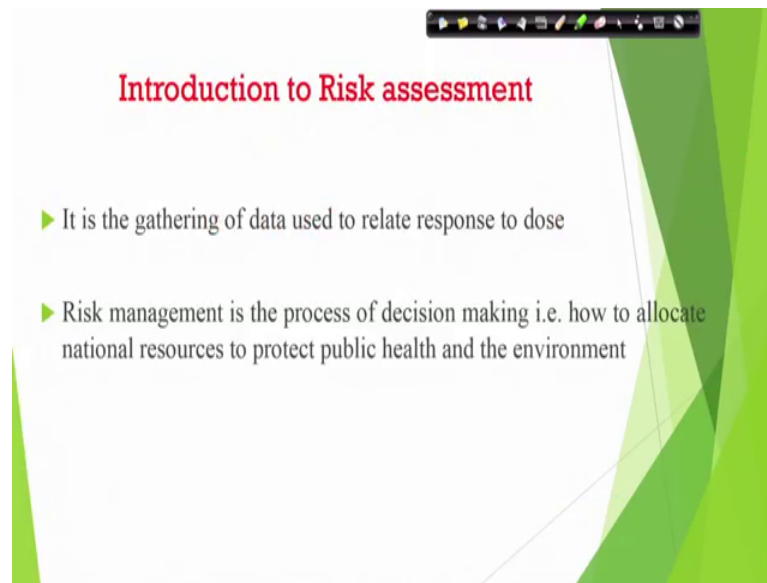 Introduction to Risk assessment
It is the gathering of data used to relate response to dose
Risk management is the process of decision making i.e. how to allocate
national resources to protect public health and the environment